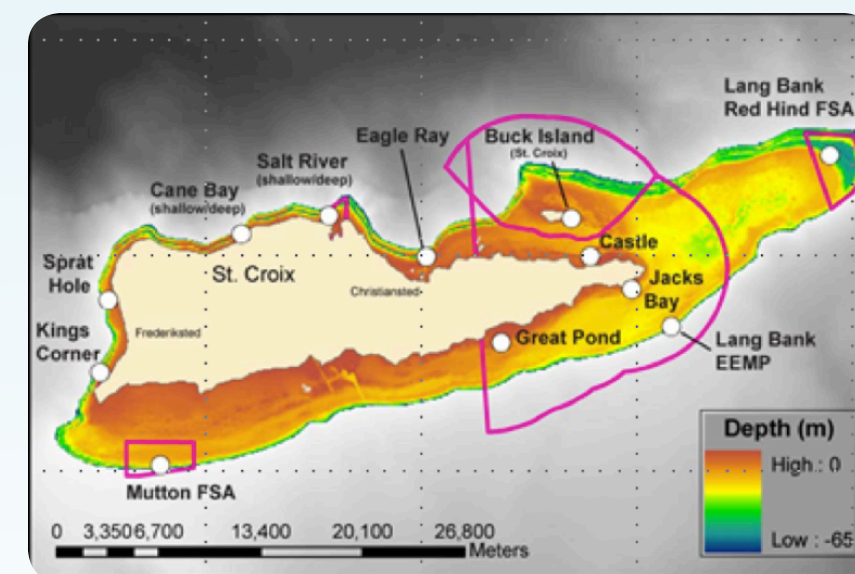 Lang Bank
Red Hind FSA
Eagle Ray
Buck Island
(St. Croix)
Salt River
(shallow/deep)
Cane Bay
(shallow/deep)
Castle
Sprat
Hole
St. Croix
Jacks
Bay
Christiansted
Kings
Corner
Frederiksted
Great Pond
Lang Bank
EEMP
Mutton FSA
Depth (m)
High : 0
Low : -65
0 3,350 6,700 13,400 20,100 26,800
Meters